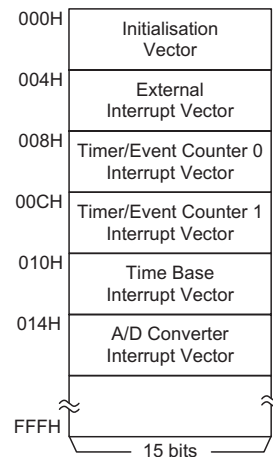 000H
Initialisation
Vector
004H
External
Interrupt Vector
008H
Timer/Event Counter 0
Interrupt Vector
00CH
Timer/Event Counter 1
Interrupt Vector
010H
Time Base
Interrupt Vector
014H
A/D Converter
Interrupt Vector
FFFH
15 bits